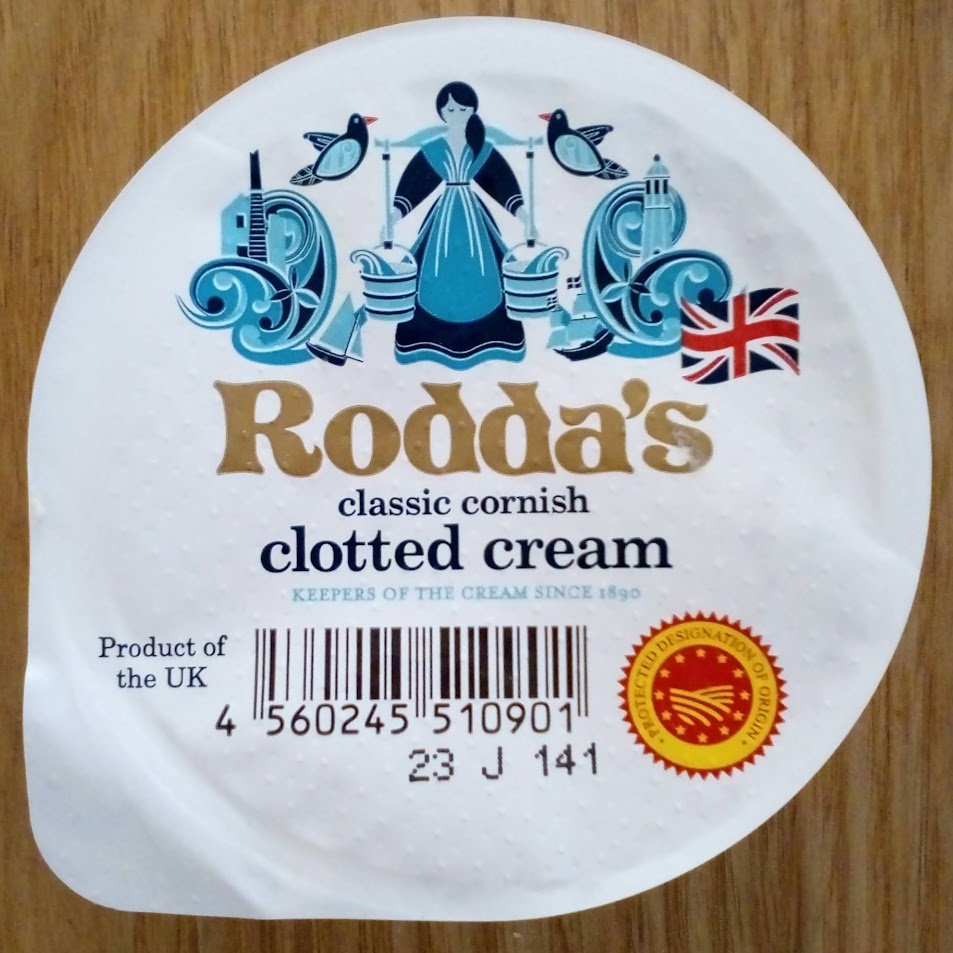 Rodda's
classic cornish
clotted cream
KEEPERS OF THE CREAM SINCE 1890
Product of
the UK
4 560245 510901
23 J 141
PROTECTED DESIGNATION OF ORIGIN